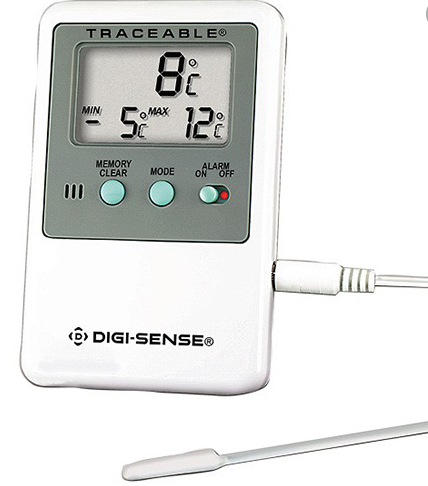 TRACEABLE®
8°C
MIN MAX
-5°C 12°C
MEMORY CLEAR MODE ALARM
ON OFF
D DIGI-SENSE®